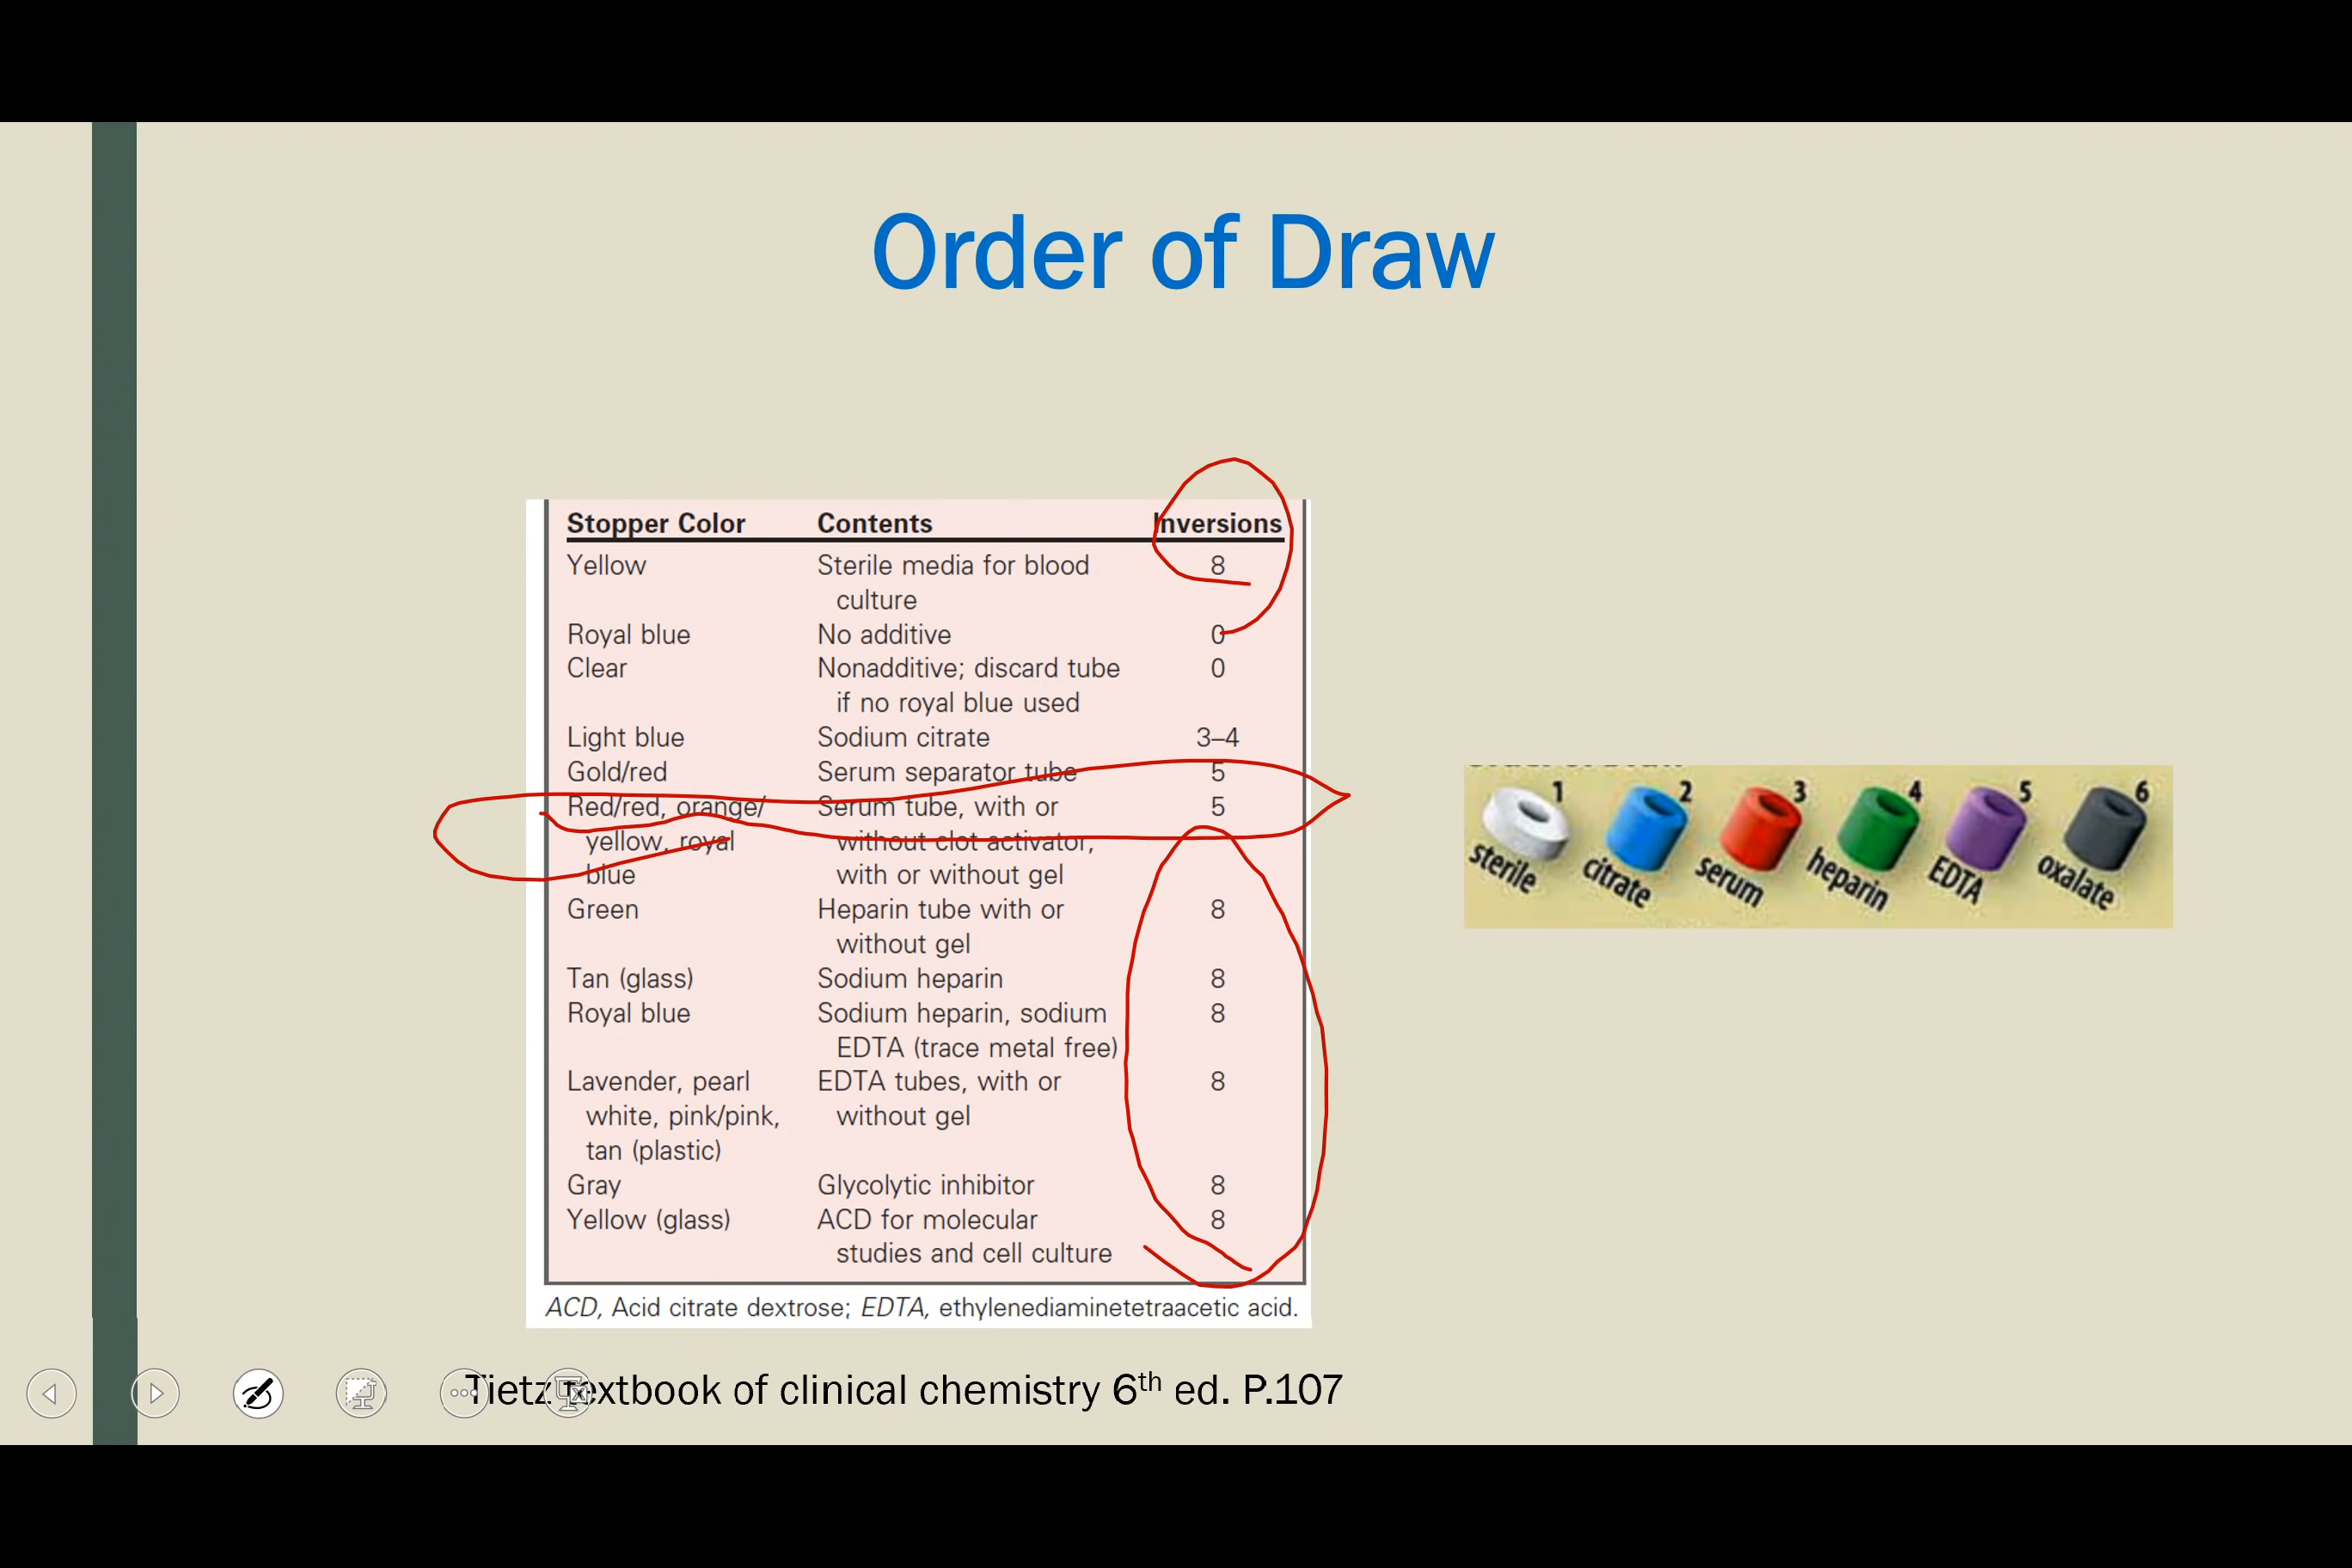 Order of Draw
Stopper Color Contents Inversions
Yellow Sterile media for blood 8
culture
Royal blue No additive 0
Clear Nonadditive; discard tube 0
if no royal blue used
Light blue Sodium citrate 3–4
Gold/red Serum separator tube 5
Red/red, orange/ Serum tube, with or 5
yellow, royal without clot activator,
blue with or without gel
Green Heparin tube with or 8
without gel
Tan (glass) Sodium heparin 8
Royal blue Sodium heparin, sodium 8
EDTA (trace metal free)
Lavender, pearl EDTA tubes, with or 8
white, pink/pink, without gel
tan (plastic)
Gray Glycolytic inhibitor 8
Yellow (glass) ACD for molecular 8
studies and cell culture
ACD, Acid citrate dextrose; EDTA, ethylenediaminetetraacetic acid.
1 2 3 4 5 6
sterile citrate serum heparin EDTA oxalate
Tietz textbook of clinical chemistry 6th ed. P.107